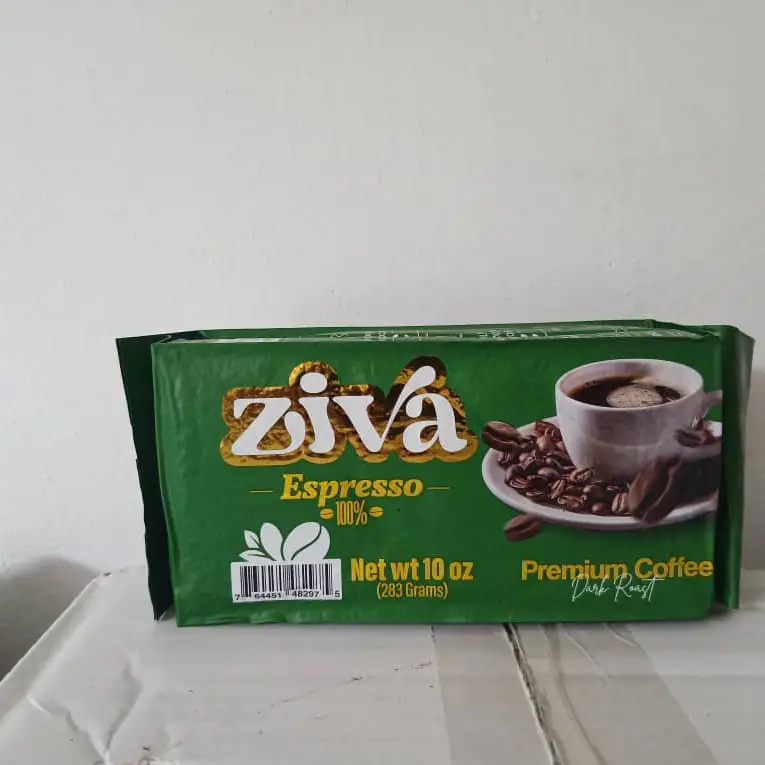 ziva
Espresso
100%
Net wt 10 oz
(283 Grams)
7 64451 48297 5
Premium Coffee
Dark Roast